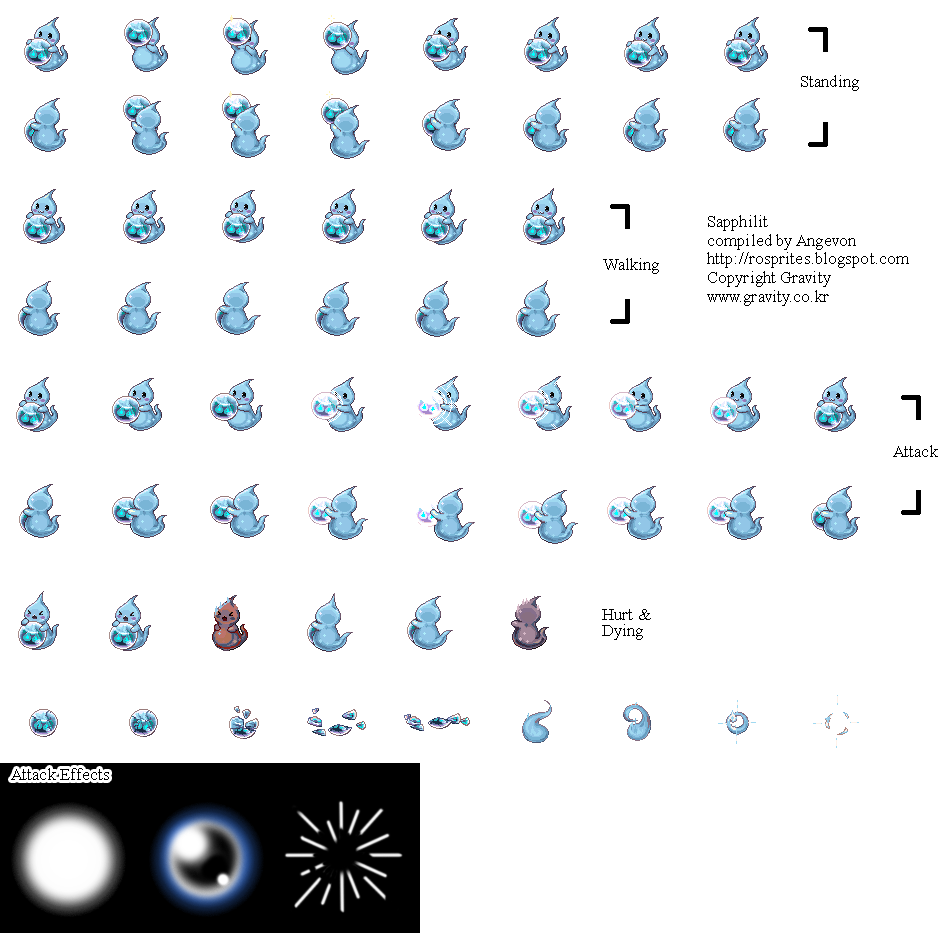 Standing
Sapphilit
compiled by Angevon
http://rosprites.blogspot.com
Copyright Gravity
www.gravity.co.kr
Walking
Attack
Hurt &
Dying
Attack Effects